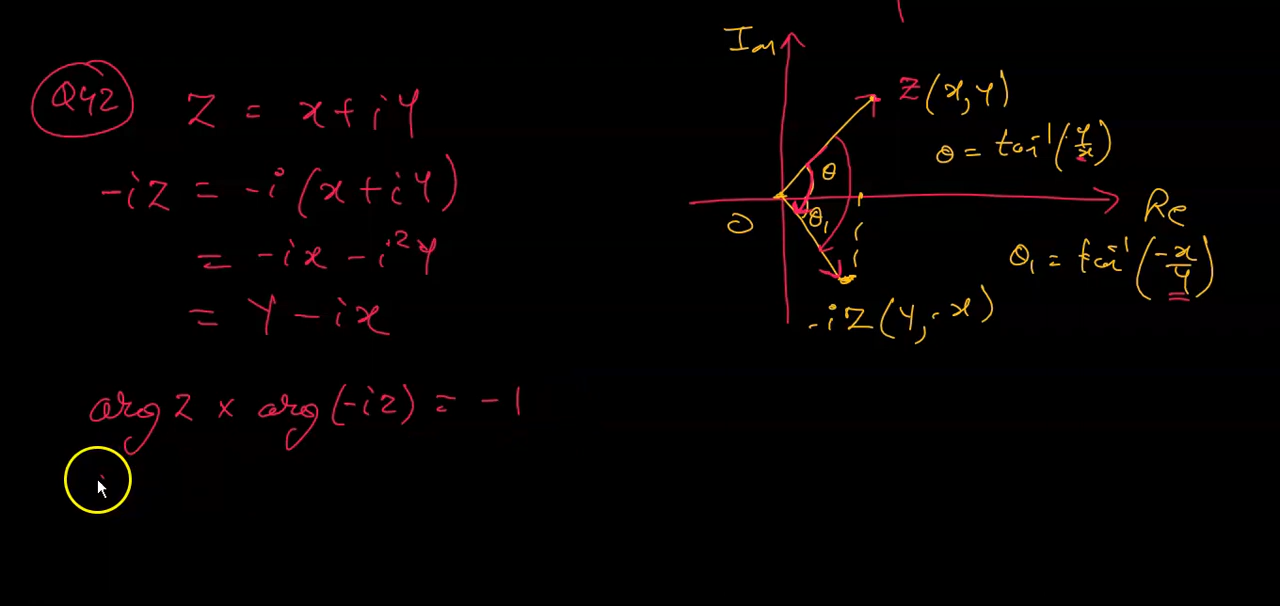 Q42
Z = x + iy
-iZ = -i(x + iy)
= -ix - i²y
= y - ix
arg Z × arg(-iz) = -1
Im
Z(x, y)
θ = tan⁻¹(y/x)
θ
O
θ₁
Re
θ₁ = tan⁻¹(-x/y)
-iZ(y, -x)